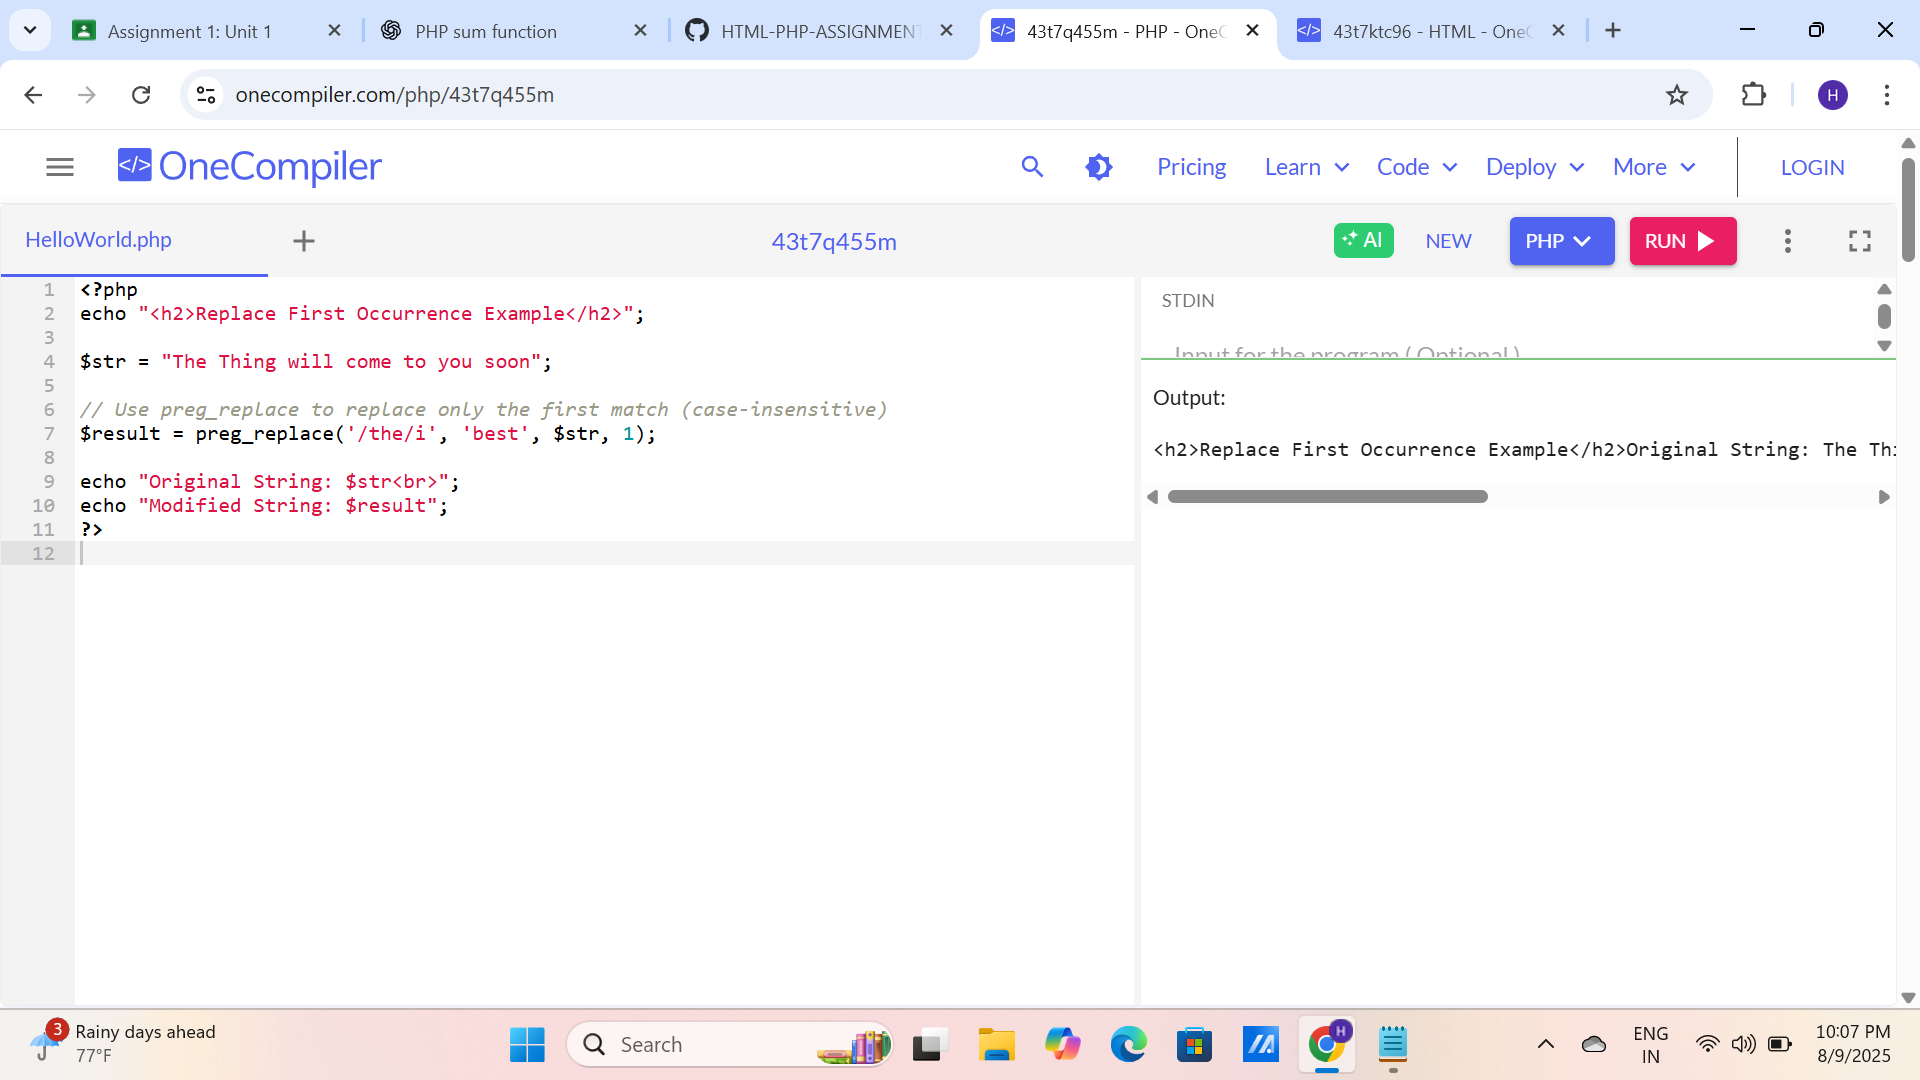 Assignment 1: Unit 1
PHP sum function
HTML-PHP-ASSIGNMENT
43t7q455m - PHP - OneC
43t7ktc96 - HTML - OneC
onecompiler.com/php/43t7q455m
H
</> OneCompiler
Pricing
Learn
Code
Deploy
More
LOGIN
HelloWorld.php
43t7q455m
AI
NEW
PHP
RUN
1 <?php
2 echo "<h2>Replace First Occurrence Example</h2>";
3
4 $str = "The Thing will come to you soon";
5
6 // Use preg_replace to replace only the first match (case-insensitive)
7 $result = preg_replace('/the/i', 'best', $str, 1);
8
9 echo "Original String: $str<br>";
10 echo "Modified String: $result";
11 ?>
12
STDIN
Input for the program ( Optional )
Output:
<h2>Replace First Occurrence Example</h2>Original String: The Thi
3
Rainy days ahead
77°F
Search
H
ENG
IN
10:07 PM
8/9/2025